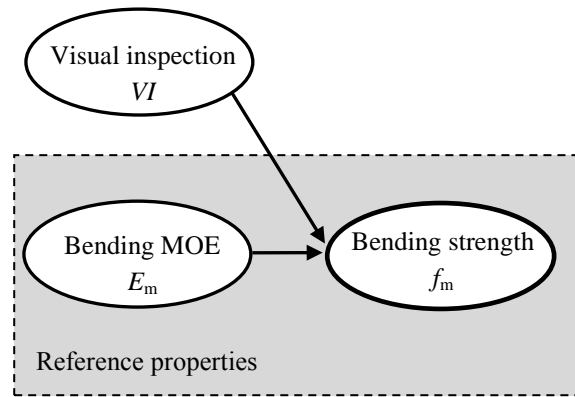 Visual inspection
VI
Bending MOE
Eₘ
Bending strength
fₘ
Reference properties